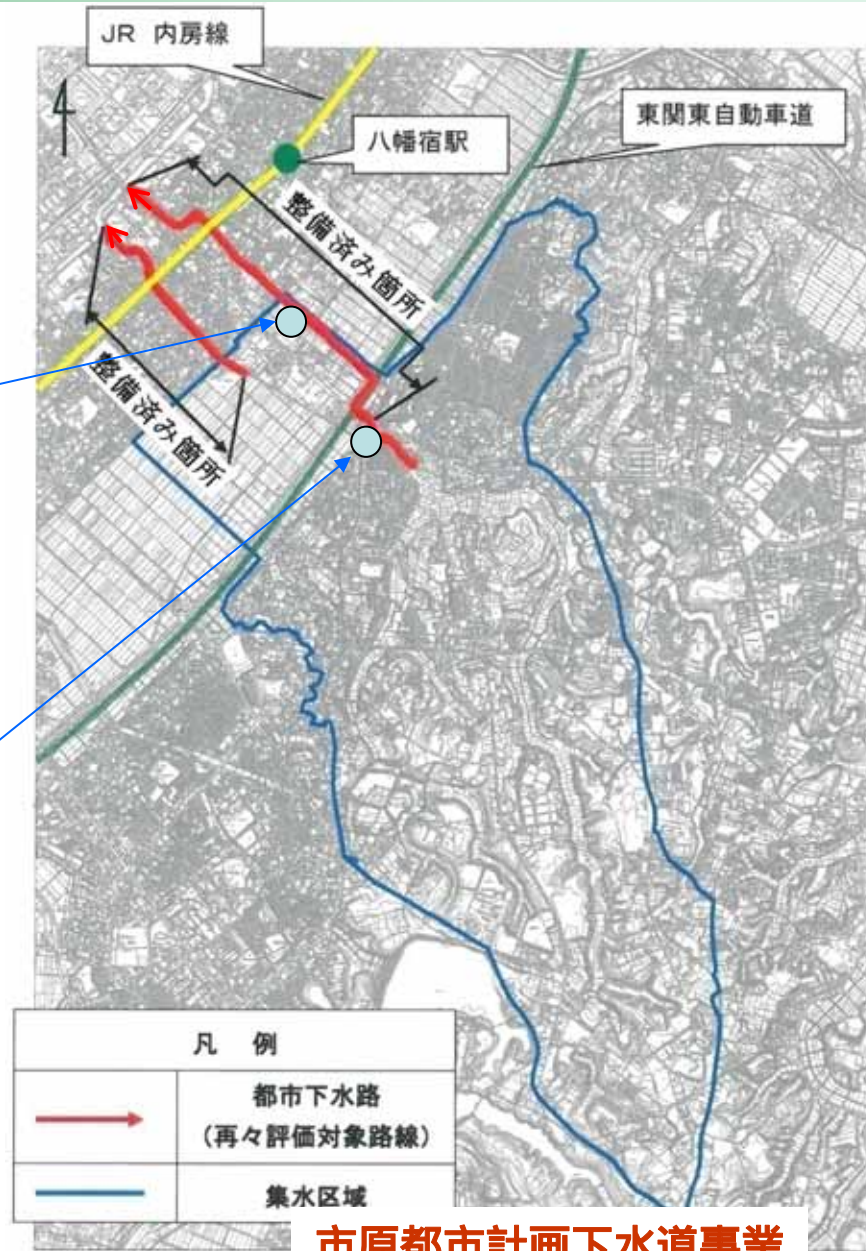 JR 内房線
東関東自動車道
八幡宿駅
整備済み箇所
整備済み箇所
凡 例
都市下水路
(再々評価対象路線)
集水区域
市原都市計画下水道事業